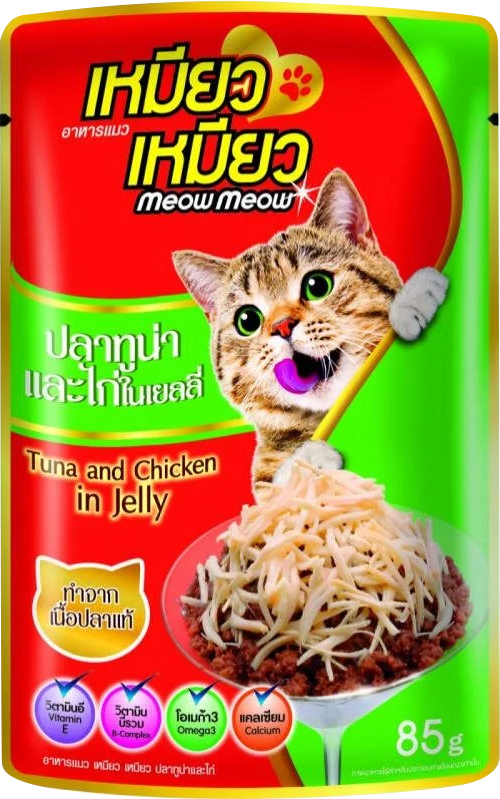 เหมียว
อาหารแมว
เหมียว
meow meow
ปลาทูน่า
และไก่ในเยลลี่
Tuna and Chicken
in Jelly
ทำจาก
เนื้อปลาแท้
วิตามินอี
Vitamin
E
วิตามิน
บีรวม
B-Complex
โอเมก้า3
Omega3
แคลเซียม
Calcium
85g
อาหารแมว เหมียว เหมียว ปลาทูน่าและไก่